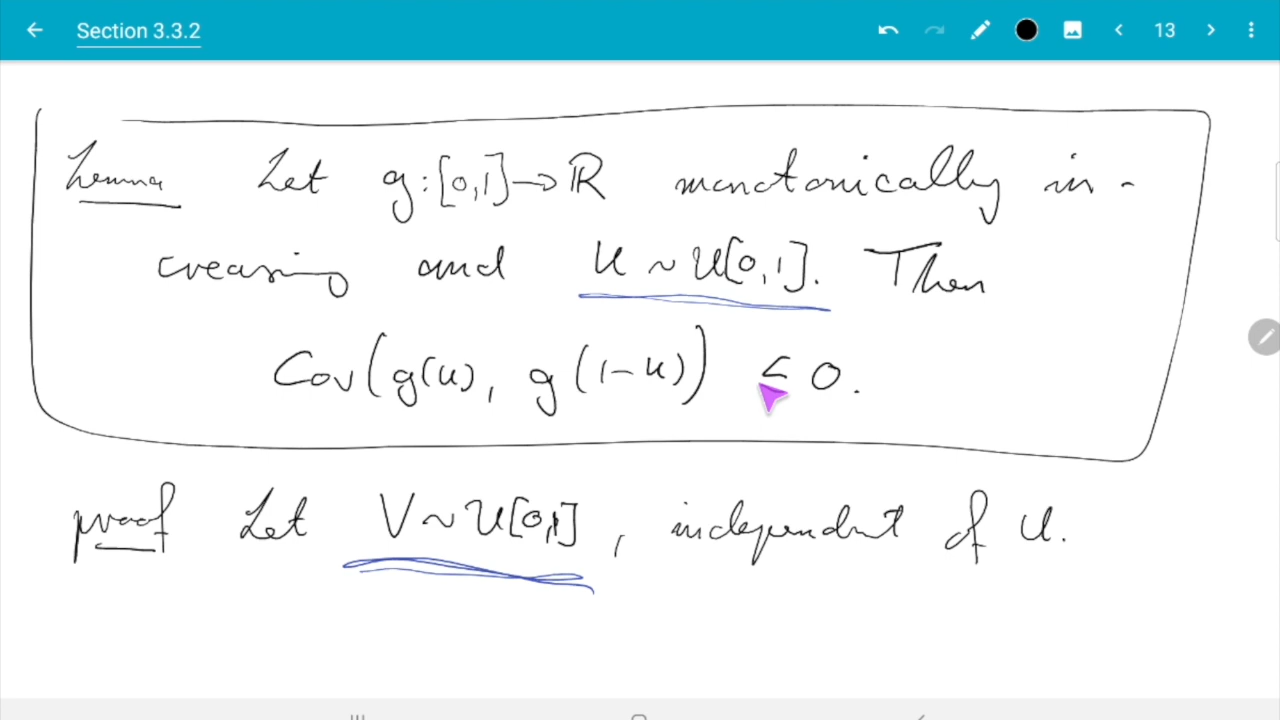 Section 3.3.2
13
Lemma Let g:[0,1]→ℝ monotonically in-
creasing and U ~ U[0,1]. Then
Cov(g(U), g(1-U)) ≤ 0.
proof Let V ~ U[0,1], independent of U.